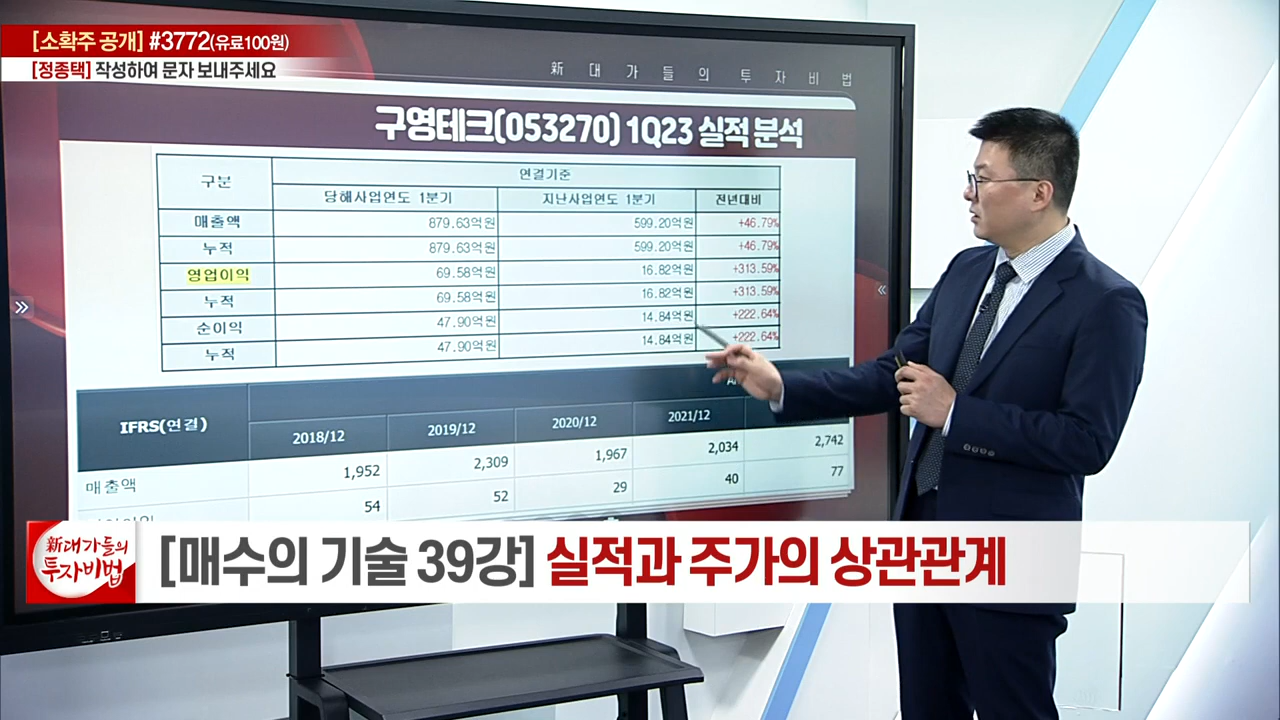 [소확주 공개] #3772(유료100원)
[정종택] 작성하여 문자 보내주세요
新 대 가 들 의 투 자 비 법
구영테크(053270) 1Q23 실적 분석
구분 연결기준
당해사업연도 1분기 지난사업연도 1분기 전년대비
매출액 879.63억원 599.20억원 +46.79%
누적 879.63억원 599.20억원 +46.79%
영업이익 69.58억원 16.82억원 +313.59%
누적 69.58억원 16.82억원 +313.59%
순이익 47.90억원 14.84억원 +222.64%
누적 47.90억원 14.84억원 +222.64%
IFRS(연결)
2018/12 2019/12 2020/12 2021/12
매출액 1,952 2,309 1,967 2,034 2,742
54 52 29 40 77
新대가들의
투자비법
[매수의 기술 39강] 실적과 주가의 상관관계